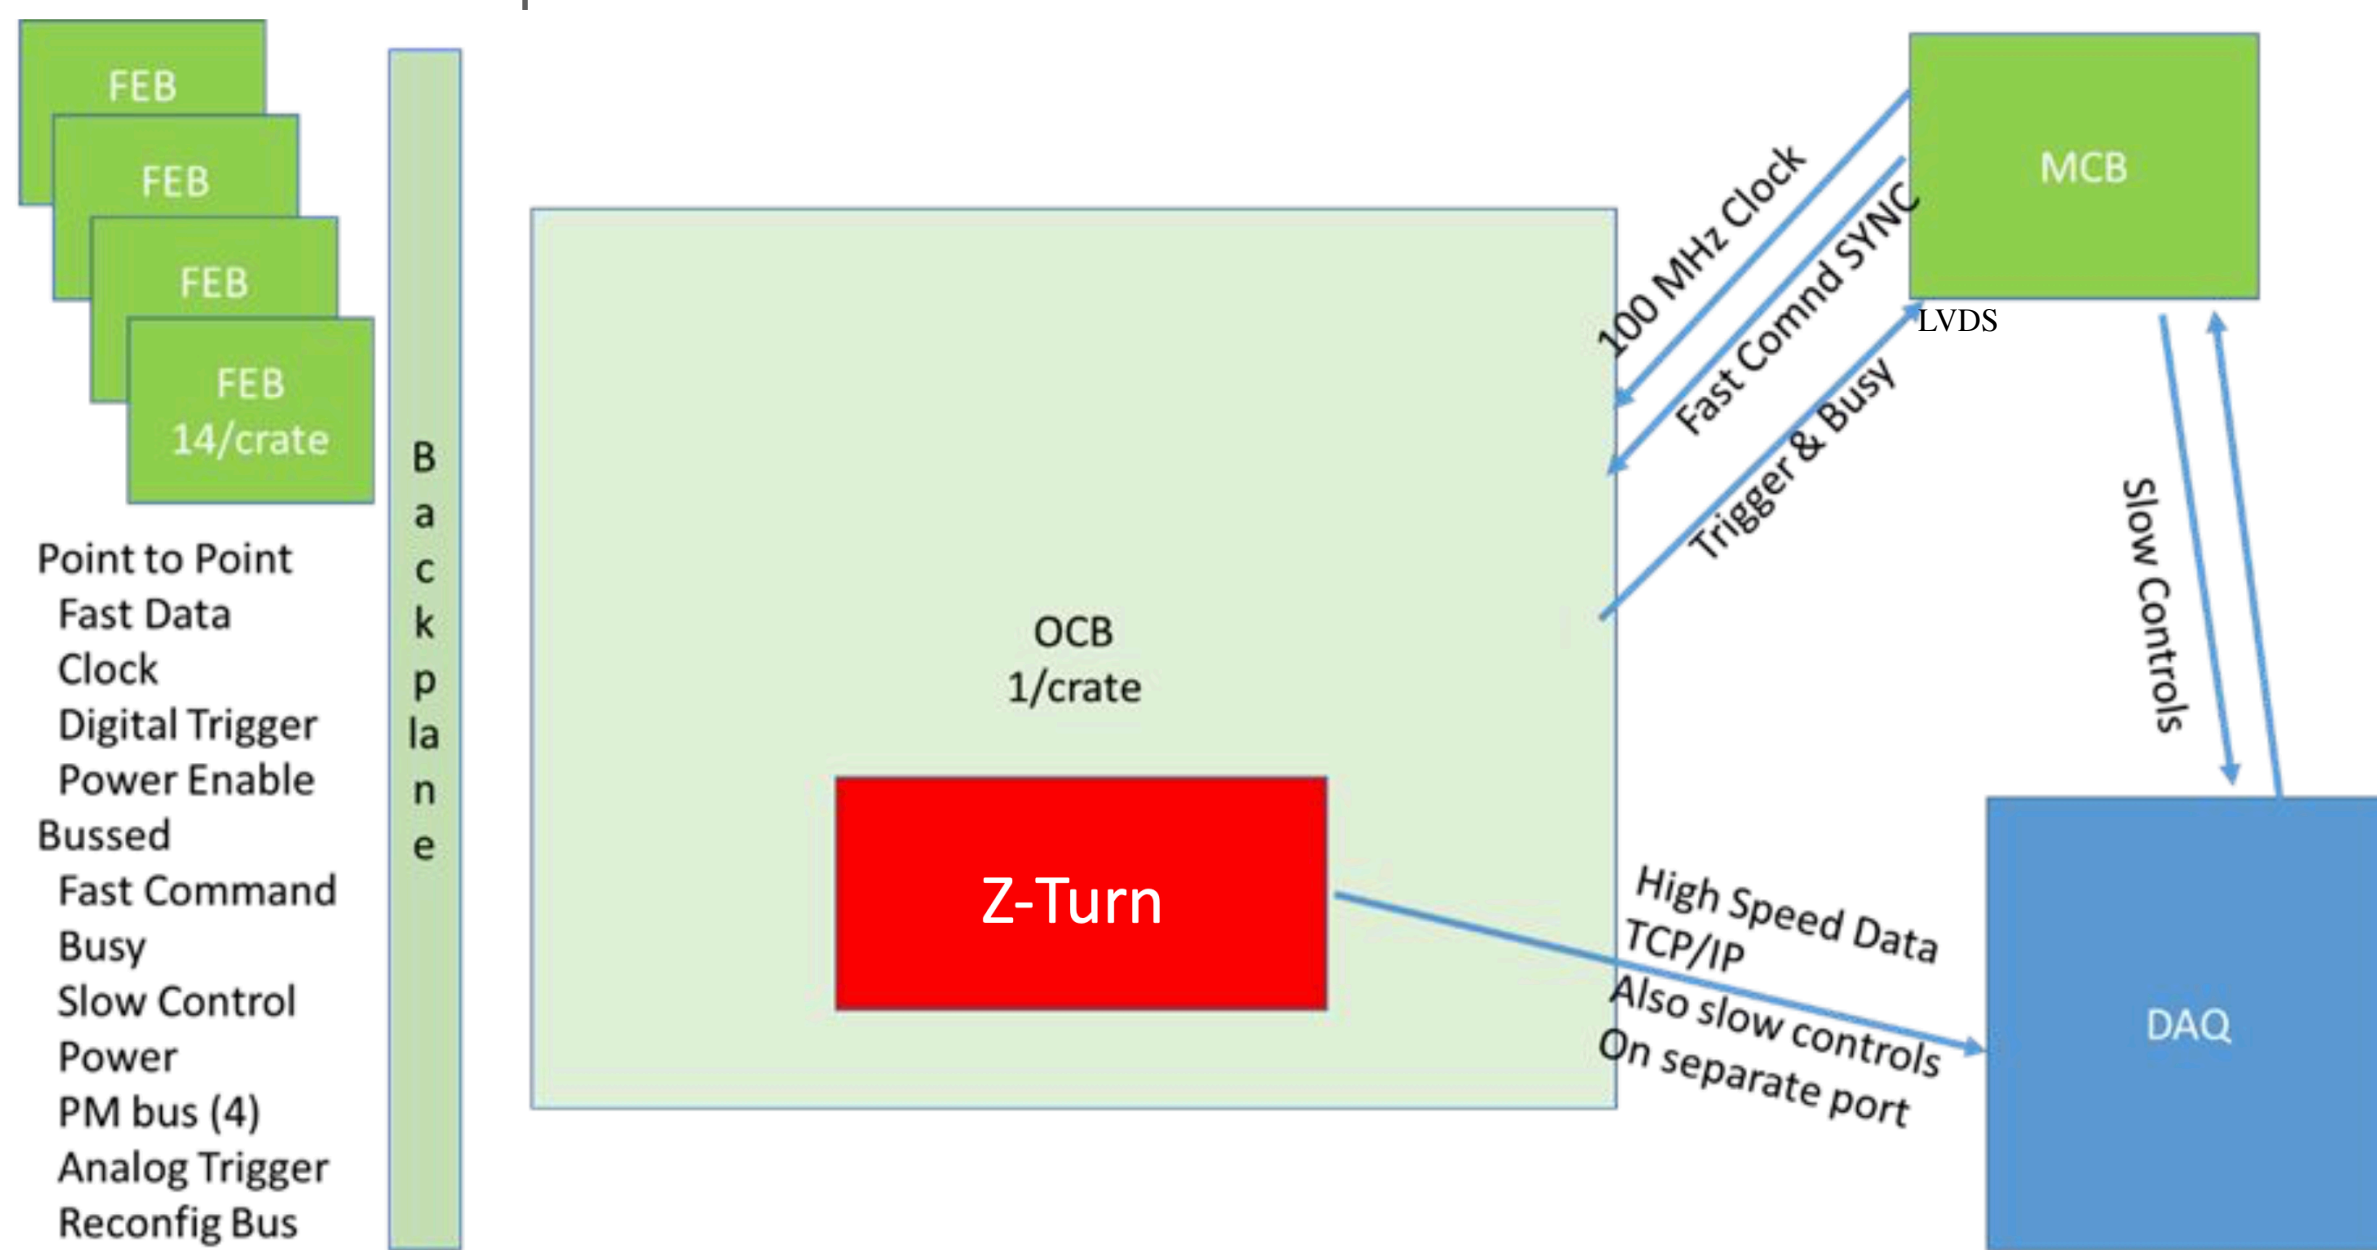 FEB
FEB
FEB
FEB
14/crate
Point to Point
Fast Data
Clock
Digital Trigger
Power Enable
Bussed
Fast Command
Busy
Slow Control
Power
PM bus (4)
Analog Trigger
Reconfig Bus
B
a
c
k
p
la
n
e
OCB
1/crate
Z-Turn
100 MHz Clock
Fast Comnd SYNC
Trigger & Busy
MCB
LVDS
Slow Controls
High Speed Data
TCP/IP
Also slow controls
On separate port
DAQ